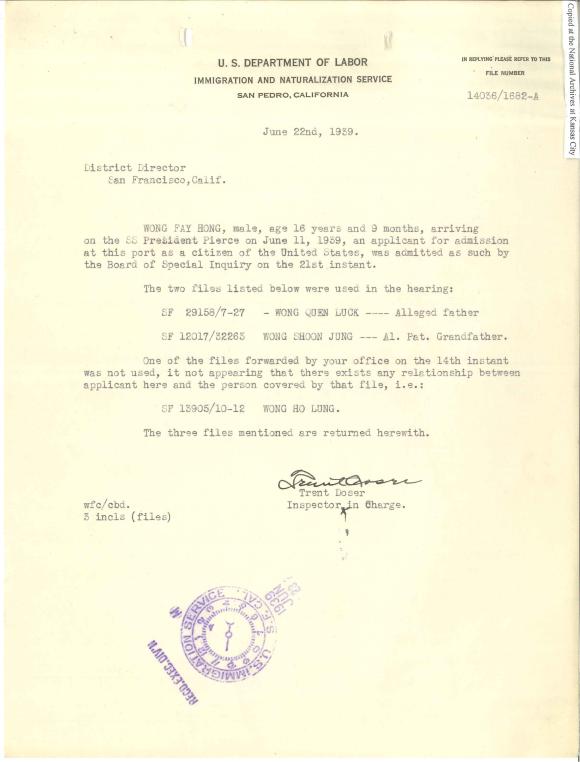 Copied at the National Archives at Kansas City
U. S. DEPARTMENT OF LABOR
IMMIGRATION AND NATURALIZATION SERVICE
SAN PEDRO, CALIFORNIA
IN REPLYING PLEASE REFER TO THIS
FILE NUMBER
14036/1682-A
June 22nd, 1939.
District Director
San Francisco, Calif.
WONG FAY HONG, male, age 16 years and 9 months, arriving
on the SS President Pierce on June 11, 1939, an applicant for admission
at this port as a citizen of the United States, was admitted as such by
the Board of Special Inquiry on the 21st instant.
The two files listed below were used in the hearing:
SF 29158/7-27 - WONG QUEN LUCK ---- Alleged father
SF 12017/32263 WONG SHOON JUNG --- Al. Pat. Grandfather.
One of the files forwarded by your office on the 14th instant
was not used, it not appearing that there exists any relationship between
applicant here and the person covered by that file, i.e.:
SF 13905/10-12 WONG HO LUNG.
The three files mentioned are returned herewith.
Trent Doser
Trent Doser
Inspector in Charge.
wfc/cbd.
3 incls (files)
U.S. IMMIGRATION SERVICE
S.F. CAL.
1939 JUN 23
M
RECD. EXEC. DIV'N